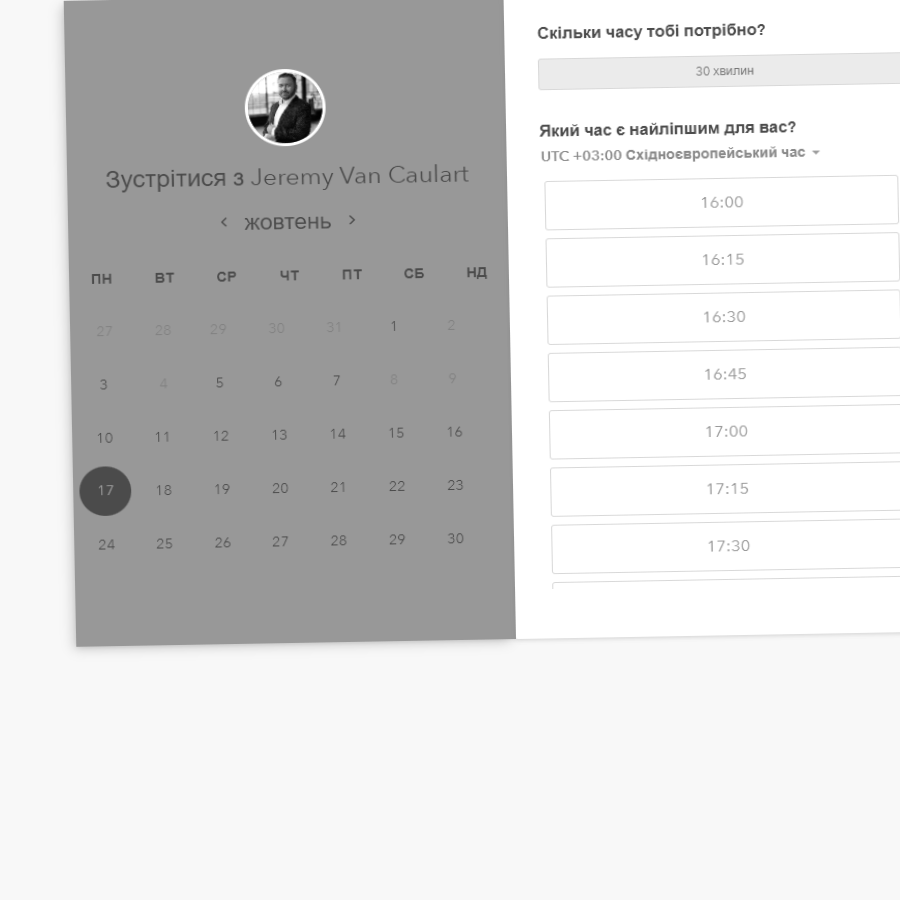 Зустрітися з Jeremy Van Caulart
‹ жовтень ›
ПН ВТ СР ЧТ ПТ СБ НД
27 28 29 30 31 1 2
3 4 5 6 7 8 9
10 11 12 13 14 15 16
17 18 19 20 21 22 23
24 25 26 27 28 29 30
Скільки часу тобі потрібно?
30 хвилин
Який час є найліпшим для вас?
UTC +03:00 Східноєвропейський час
16:00
16:15
16:30
16:45
17:00
17:15
17:30